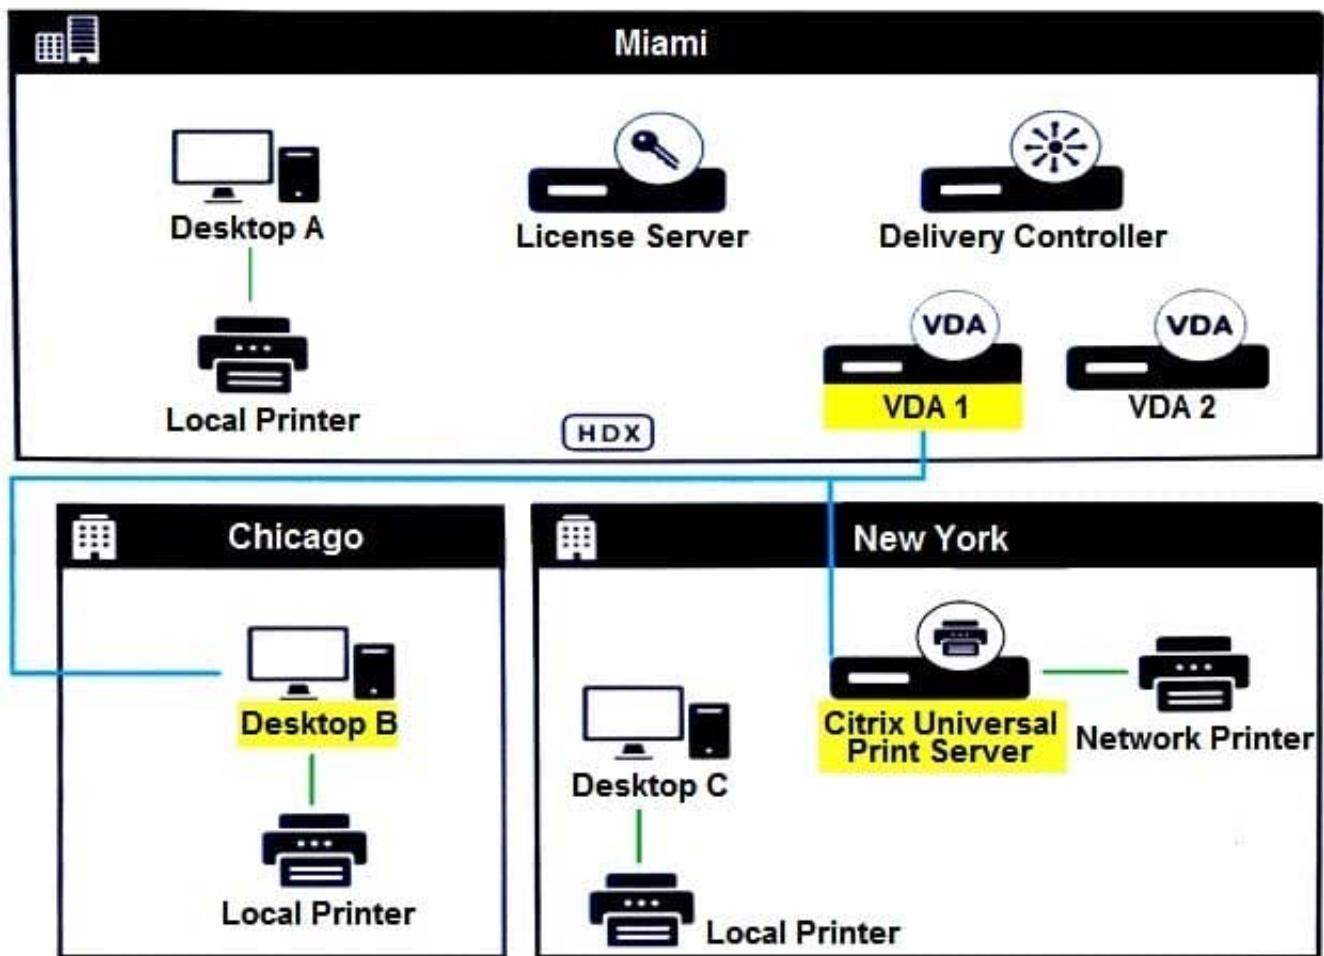 Miami
Desktop A
License Server
Delivery Controller
Local Printer
VDA
VDA
VDA 1
VDA 2
HDX
Chicago
Desktop B
Local Printer
New York
Citrix Universal
Print Server
Network Printer
Desktop C
Local Printer